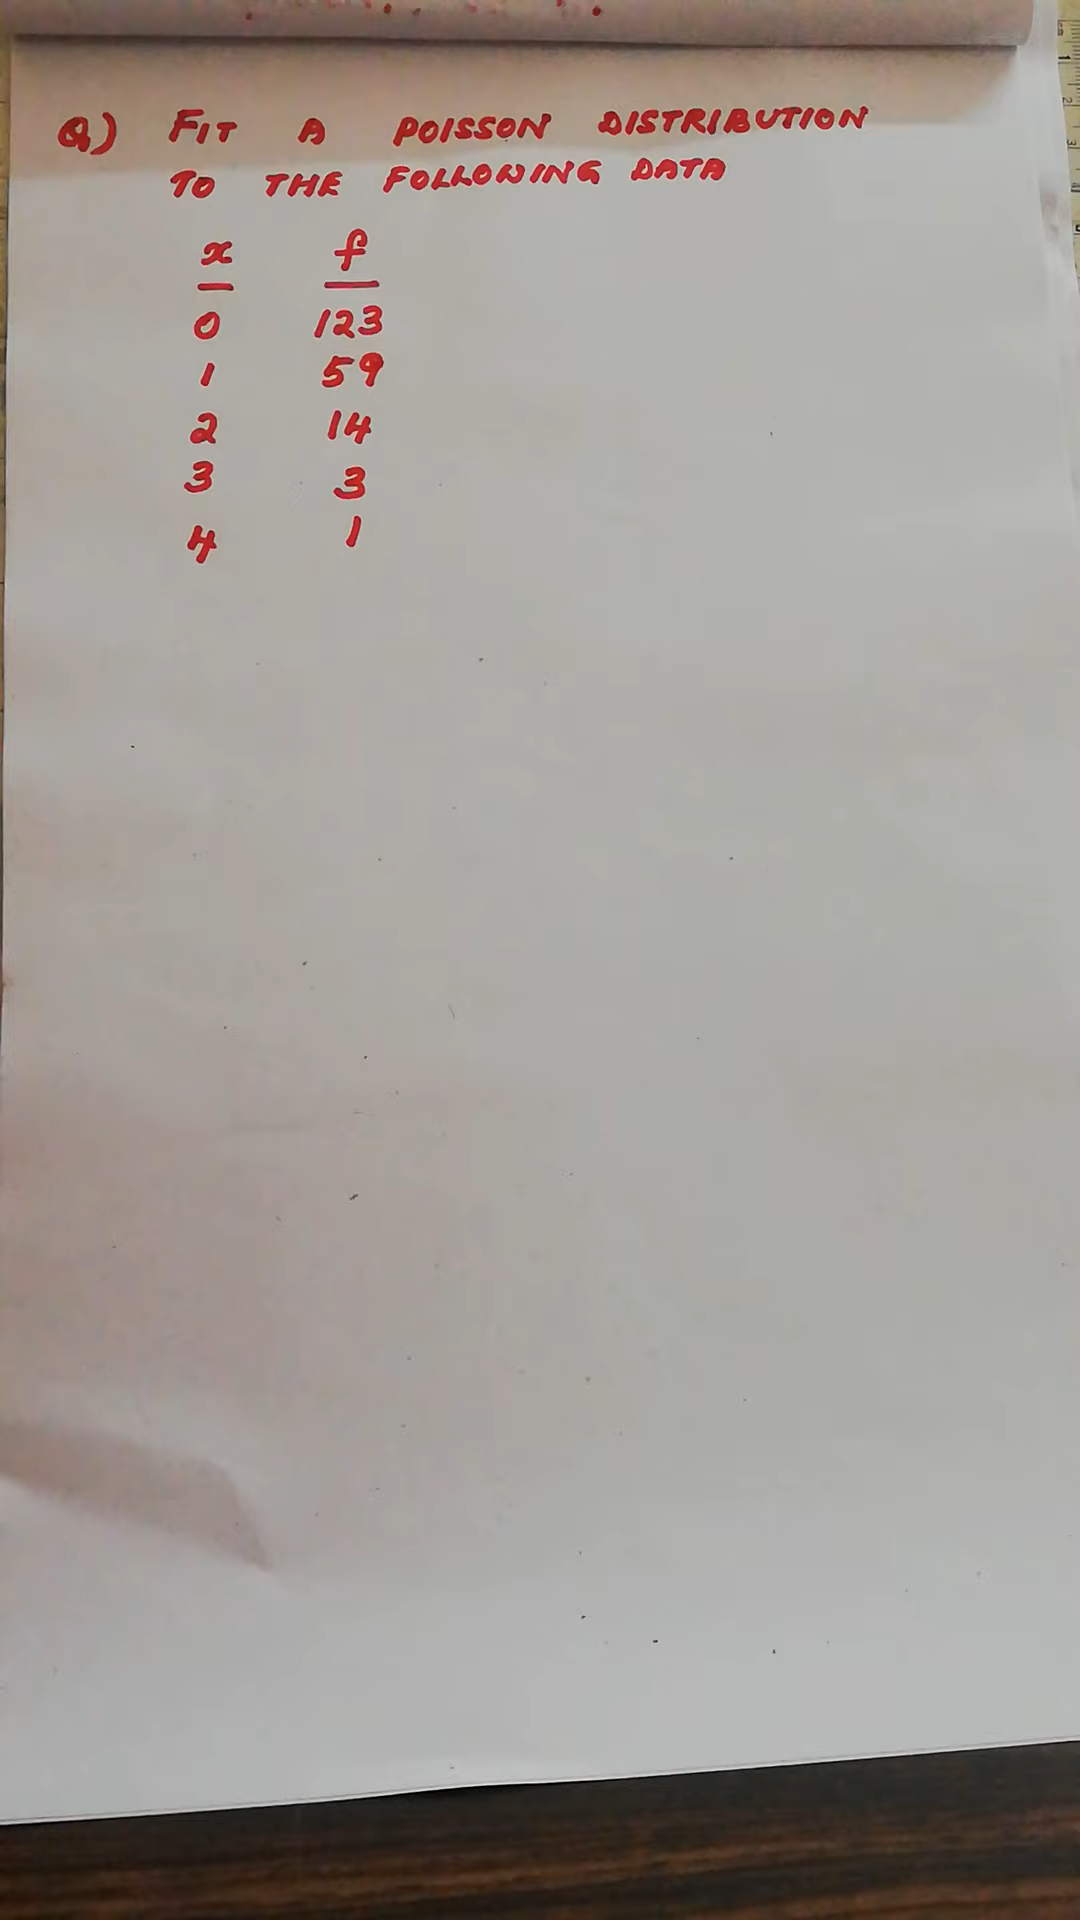 Q) FIT A POISSON DISTRIBUTION
TO THE FOLLOWING DATA
x f
0 123
1 59
2 14
3 3
4 1